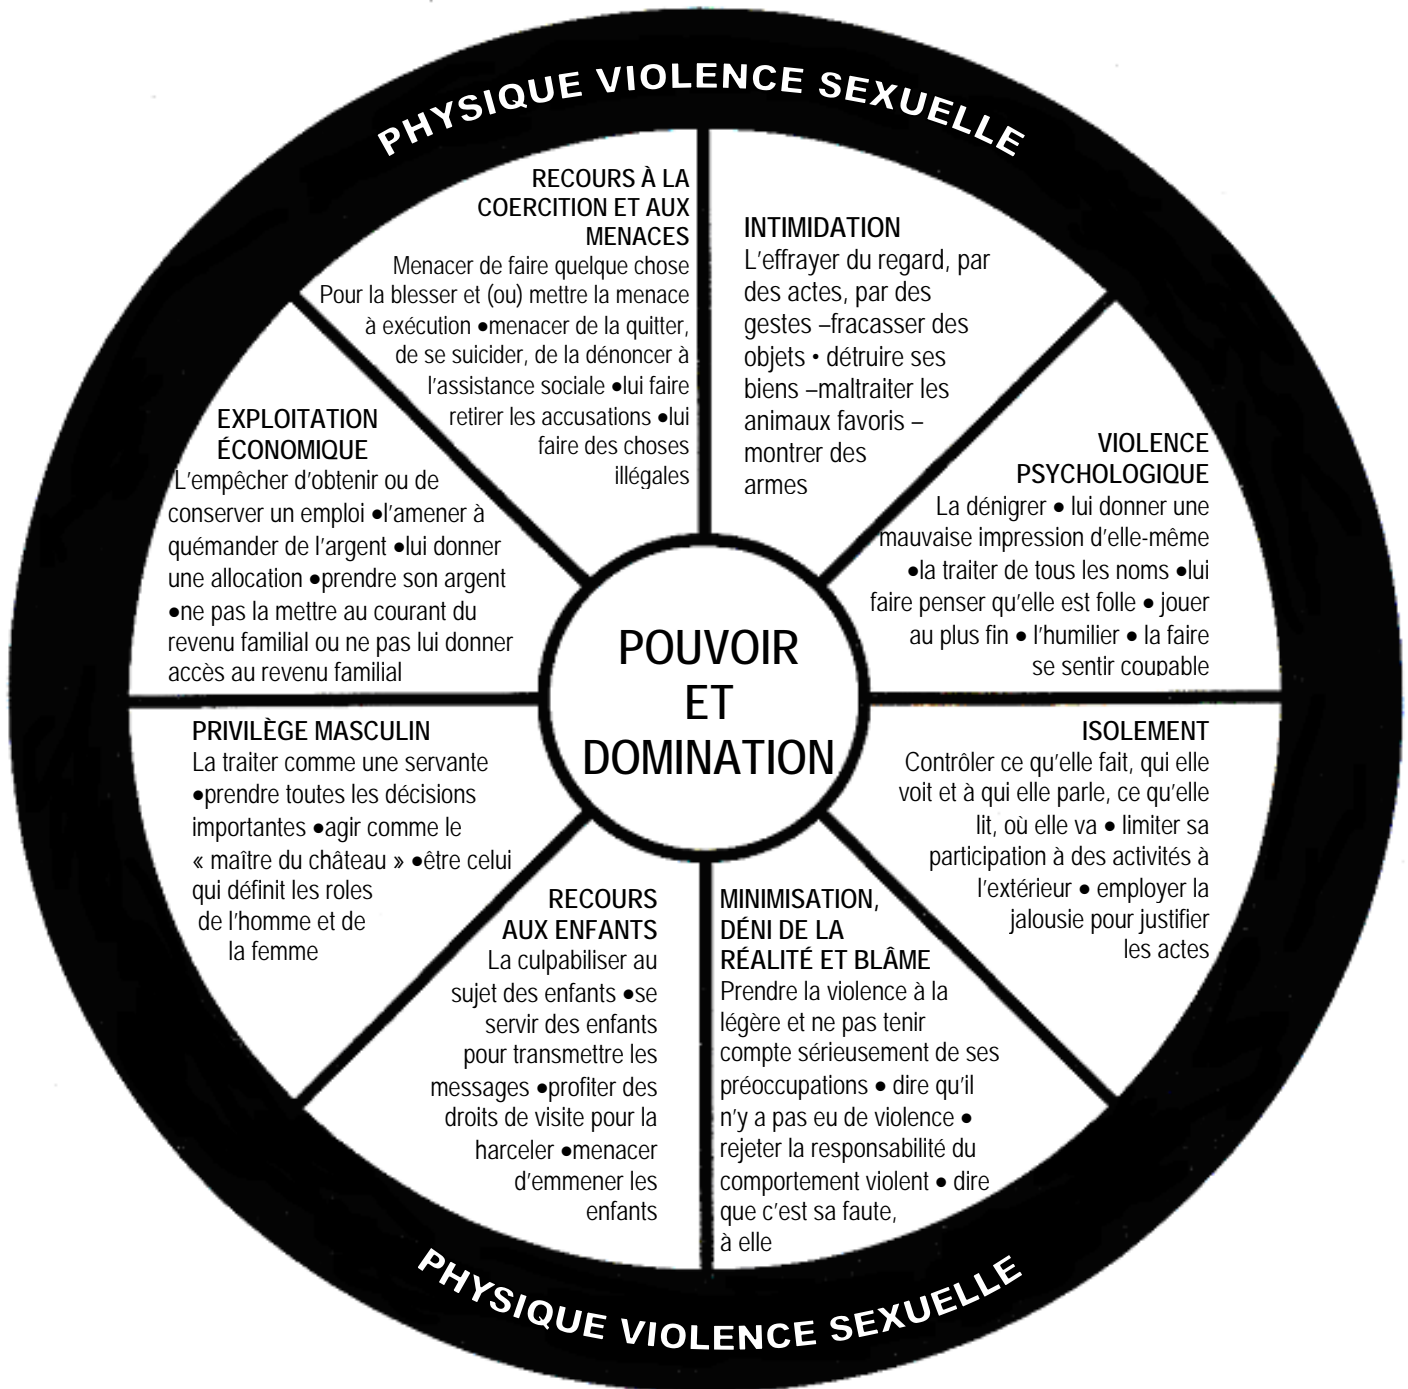 PHYSIQUE VIOLENCE SEXUELLE
RECOURS À LA
COERCITION ET AUX
MENACES
Menacer de faire quelque chose
Pour la blesser et (ou) mettre la menace
à exécution •menacer de la quitter,
de se suicider, de la dénoncer à
l'assistance sociale •lui faire
retirer les accusations •lui
faire des choses
illégales
INTIMIDATION
L'effrayer du regard, par
des actes, par des
gestes –fracasser des
objets • détruire ses
biens –maltraiter les
animaux favoris –
montrer des
armes
VIOLENCE
PSYCHOLOGIQUE
La dénigrer • lui donner une
mauvaise impression d'elle-même
•la traiter de tous les noms •lui
faire penser qu'elle est folle • jouer
au plus fin • l'humilier • la faire
se sentir coupable
ISOLEMENT
Contrôler ce qu'elle fait, qui elle
voit et à qui elle parle, ce qu'elle
lit, où elle va • limiter sa
participation à des activités à
l'extérieur • employer la
jalousie pour justifier
les actes
MINIMISATION,
DÉNI DE LA
RÉALITÉ ET BLÂME
Prendre la violence à la
légère et ne pas tenir
compte sérieusement de ses
préoccupations • dire qu'il
n'y a pas eu de violence •
rejeter la responsabilité du
comportement violent • dire
que c'est sa faute,
à elle
RECOURS
AUX ENFANTS
La culpabiliser au
sujet des enfants •se
servir des enfants
pour transmettre les
messages •profiter des
droits de visite pour la
harceler •menacer
d'emmener les
enfants
PRIVILÈGE MASCULIN
La traiter comme une servante
•prendre toutes les décisions
importantes •agir comme le
« maître du château » •être celui
qui définit les roles
de l'homme et de
la femme
EXPLOITATION
ÉCONOMIQUE
L'empêcher d'obtenir ou de
conserver un emploi •l'amener à
quémander de l'argent •lui donner
une allocation •prendre son argent
•ne pas la mettre au courant du
revenu familial ou ne pas lui donner
accès au revenu familial
POUVOIR
ET
DOMINATION
PHYSIQUE VIOLENCE SEXUELLE